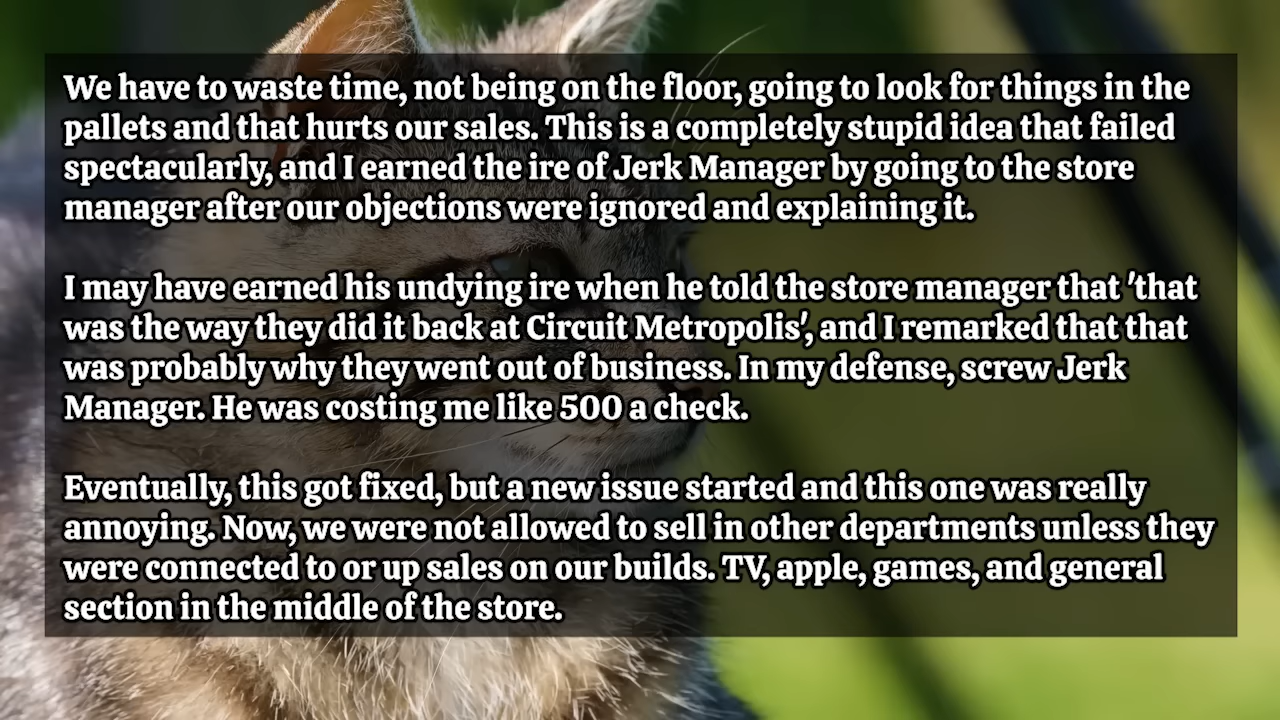 We have to waste time, not being on the floor, going to look for things in the
pallets and that hurts our sales. This is a completely stupid idea that failed
spectacularly, and I earned the ire of Jerk Manager by going to the store
manager after our objections were ignored and explaining it.
I may have earned his undying ire when he told the store manager that 'that
was the way they did it back at Circuit Metropolis', and I remarked that that
was probably why they went out of business. In my defense, screw Jerk
Manager. He was costing me like 500 a check.
Eventually, this got fixed, but a new issue started and this one was really
annoying. Now, we were not allowed to sell in other departments unless they
were connected to or up sales on our builds. TV, apple, games, and general
section in the middle of the store.